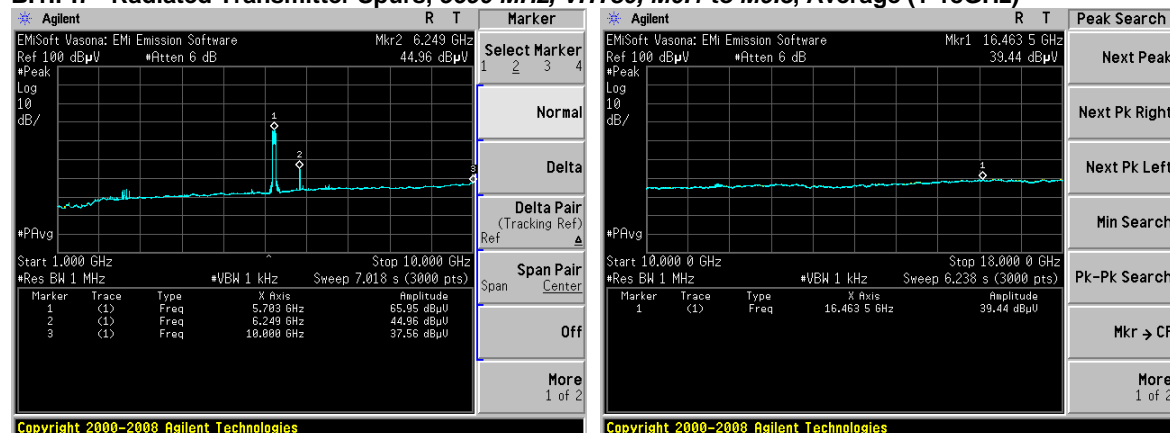 Radiated Transmitter Spurs, 5690 MHz, VHT80, M0.1 to M9.3, Average (1-18GHz)
Agilent R T Marker
EMiSoft Vasona: EMi Emission Software Mkr2 6.249 GHz
Ref 100 dBµV #Atten 6 dB 44.96 dBµV
#Peak
Log
10
dB/
1
2
3
#PAvg
Start 1.000 GHz Stop 10.000 GHz
#Res BW 1 MHz #VBW 1 kHz Sweep 7.018 s (3000 pts)
Marker Trace Type X Axis Amplitude
1 (1) Freq 5.703 GHz 65.95 dBµV
2 (1) Freq 6.249 GHz 44.96 dBµV
3 (1) Freq 10.000 GHz 37.56 dBµV
Select Marker
1 2 3 4
Normal
Delta
Delta Pair
(Tracking Ref)
Ref Δ
Span Pair
Span Center
Off
More
1 of 2
Copyright 2000-2008 Agilent Technologies
Agilent R T Peak Search
EMiSoft Vasona: EMi Emission Software Mkr1 16.463 5 GHz
Ref 100 dBµV #Atten 6 dB 39.44 dBµV
#Peak
Log
10
dB/
1
#PAvg
Start 10.000 0 GHz Stop 18.000 0 GHz
#Res BW 1 MHz #VBW 1 kHz Sweep 6.238 s (3000 pts)
Marker Trace Type X Axis Amplitude
1 (1) Freq 16.463 5 GHz 39.44 dBµV
Next Peak
Next Pk Right
Next Pk Left
Min Search
Pk-Pk Search
Mkr → CF
More
1 of 2
Copyright 2000-2008 Agilent Technologies